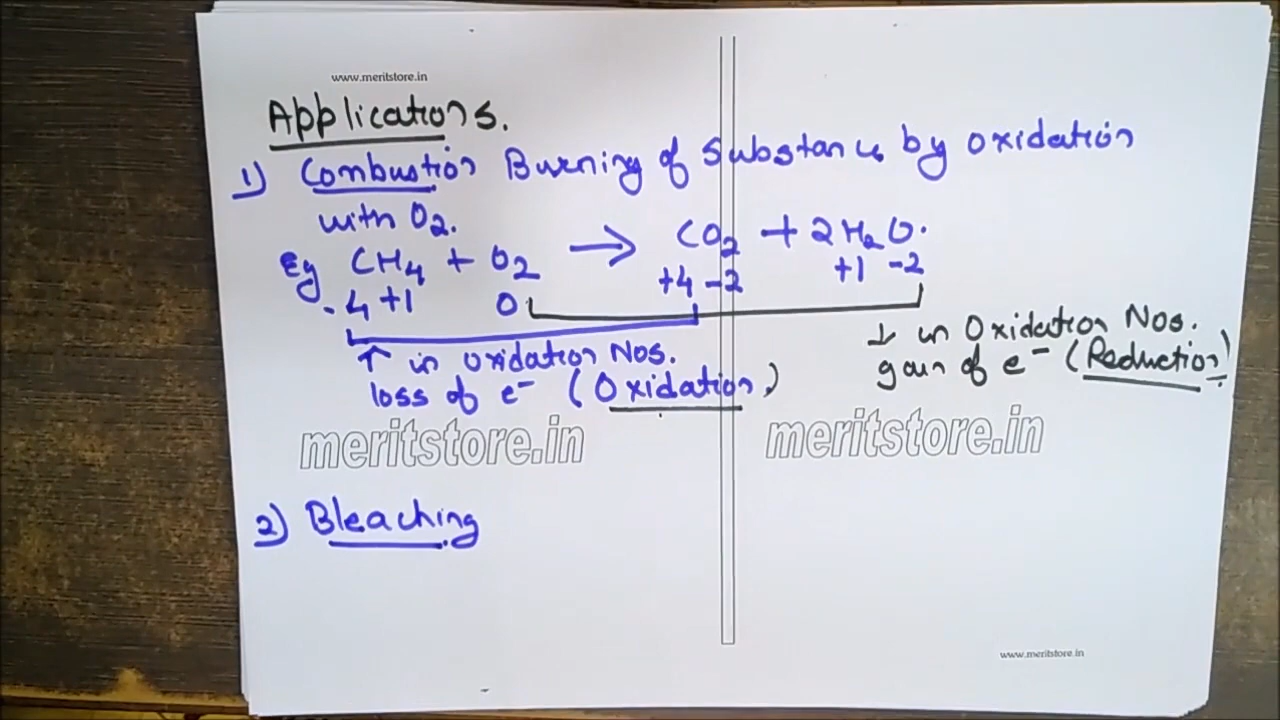 www.meritstore.in
Applications.
1) Combustion Burning of Substance by oxidation
with O2.
Eg CH4 + O2 → CO2 + 2H2O.
-4 +1 0 +4 -2 +1 -2
↑ in oxidation Nos.
loss of e⁻ (Oxidation)
↓ in Oxidation Nos.
gain of e⁻ (Reduction)
meritstore.in meritstore.in
2) Bleaching
www.meritstore.in